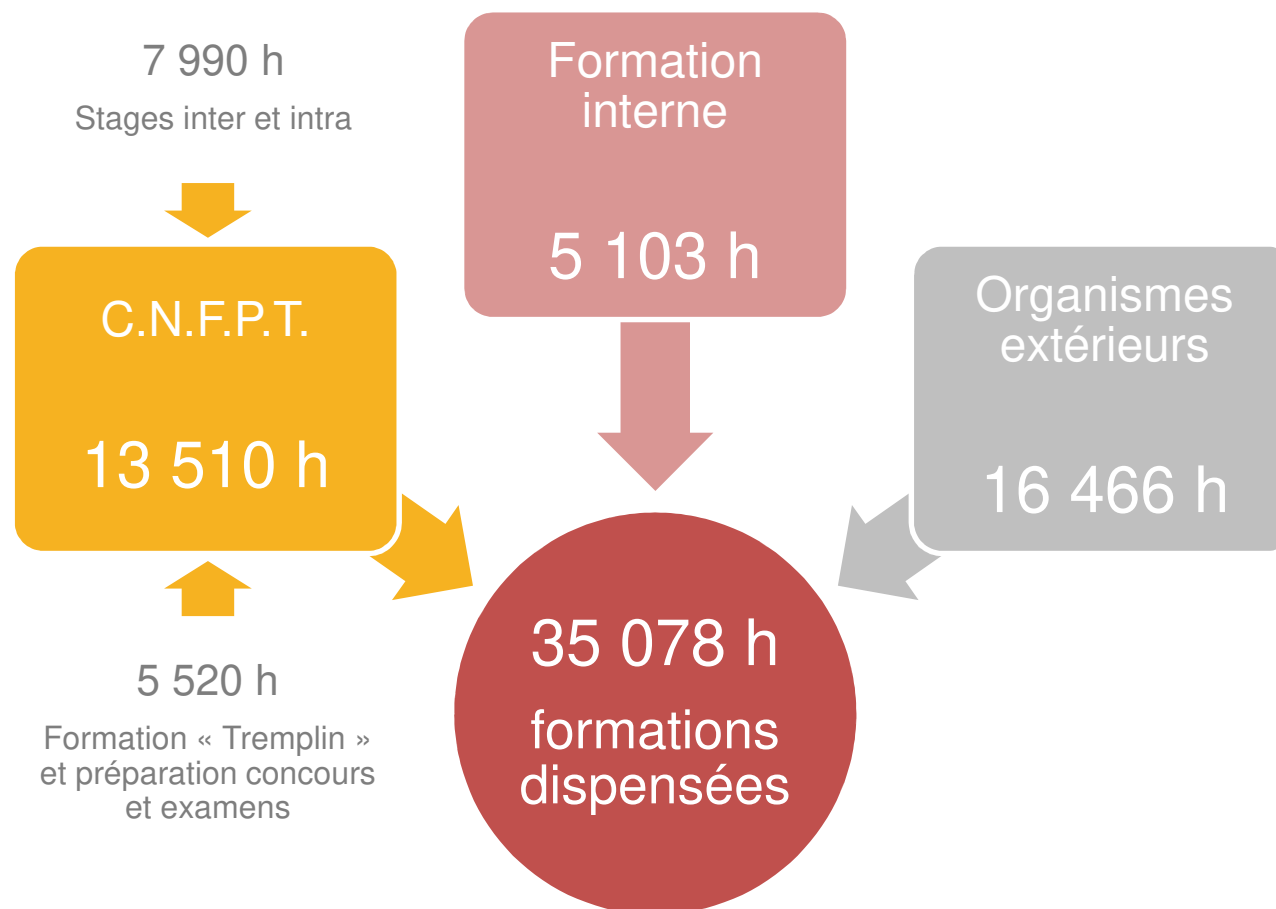 7 990 h
Stages inter et intra
C.N.F.P.T.
13 510 h
5 520 h
Formation « Tremplin »
et préparation concours
et examens
Formation
interne
5 103 h
Organismes
extérieurs
16 466 h
35 078 h
formations
dispensées